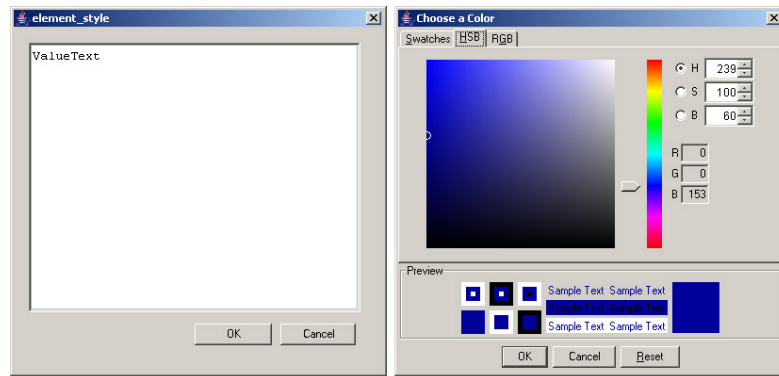 element_style
ValueText
OK Cancel
Choose a Color
Swatches HSB RGB
H 239
S 100
B 60
R 0
G 0
B 153
Preview
Sample Text Sample Text
Sample Text Sample Text
Sample Text Sample Text
OK Cancel Reset